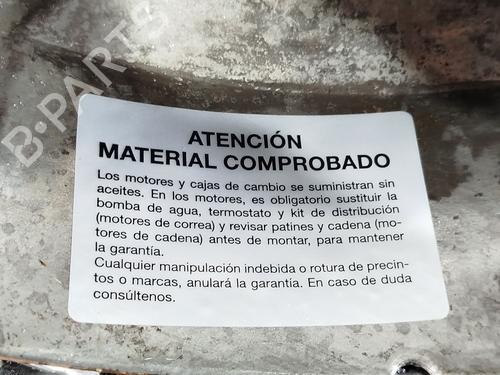 B-PARTS
ATENCIÓN
MATERIAL COMPROBADO
Los motores y cajas de cambio se suministran sin
aceites. En los motores, es obligatorio sustituir la
bomba de agua, termostato y kit de distribución
(motores de correa) y revisar patines y cadena (mo-
tores de cadena) antes de montar, para mantener
la garantía.
Cualquier manipulación indebida o rotura de precin-
tos o marcas, anulará la garantía. En caso de duda
consúltenos.